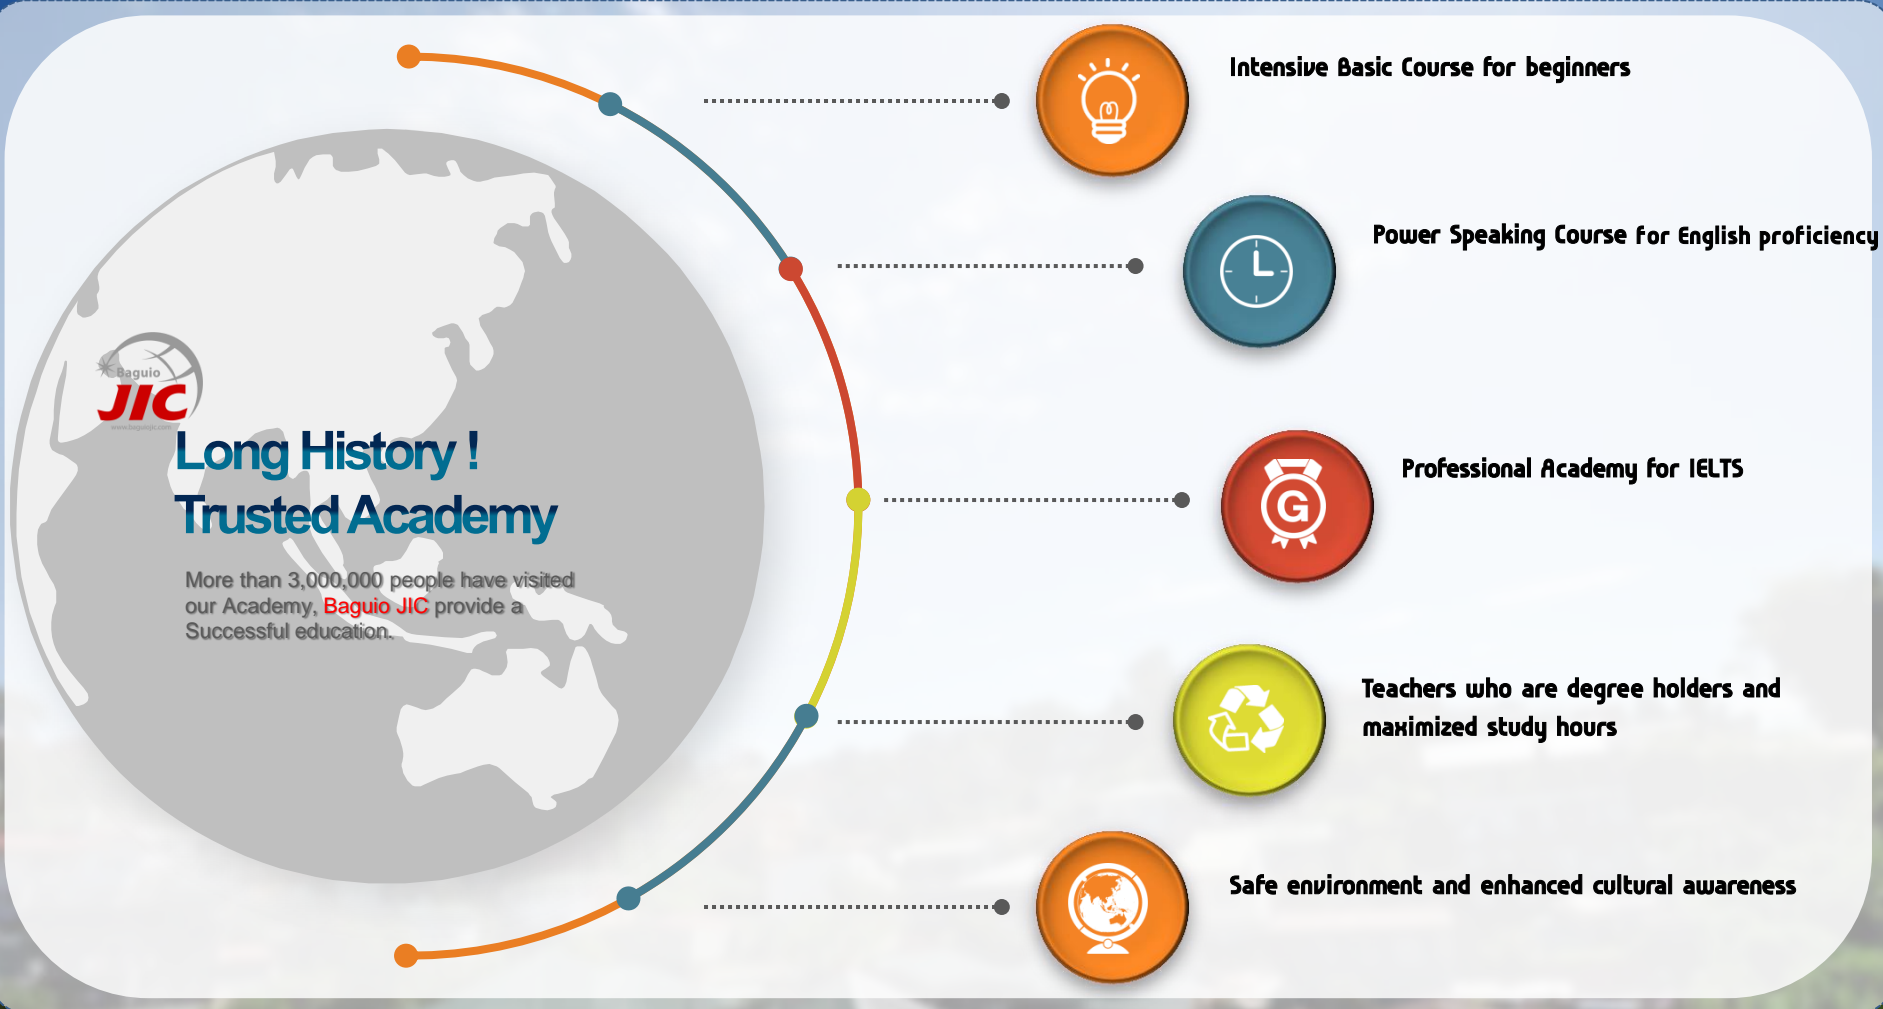 Baguio
JIC
Long History !
Trusted Academy
More than 3,000,000 people have visited
our Academy, Baguio JIC provide a
Successful education.
Intensive Basic Course for beginners
Power Speaking Course for English proficiency
G
Professional Academy for IELTS
Teachers who are degree holders and
maximized study hours
Safe environment and enhanced cultural awareness